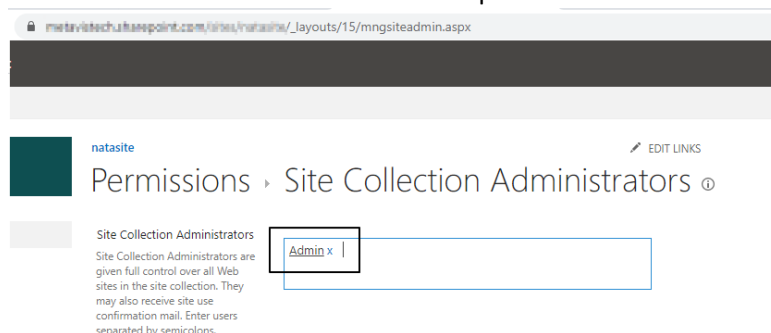 /_layouts/15/mngsiteadmin.aspx
natasite
EDIT LINKS
Permissions Site Collection Administrators
Site Collection Administrators
Admin x
Site Collection Administrators are
given full control over all Web
sites in the site collection. They
may also receive site use
confirmation mail. Enter users
separated by semicolons.